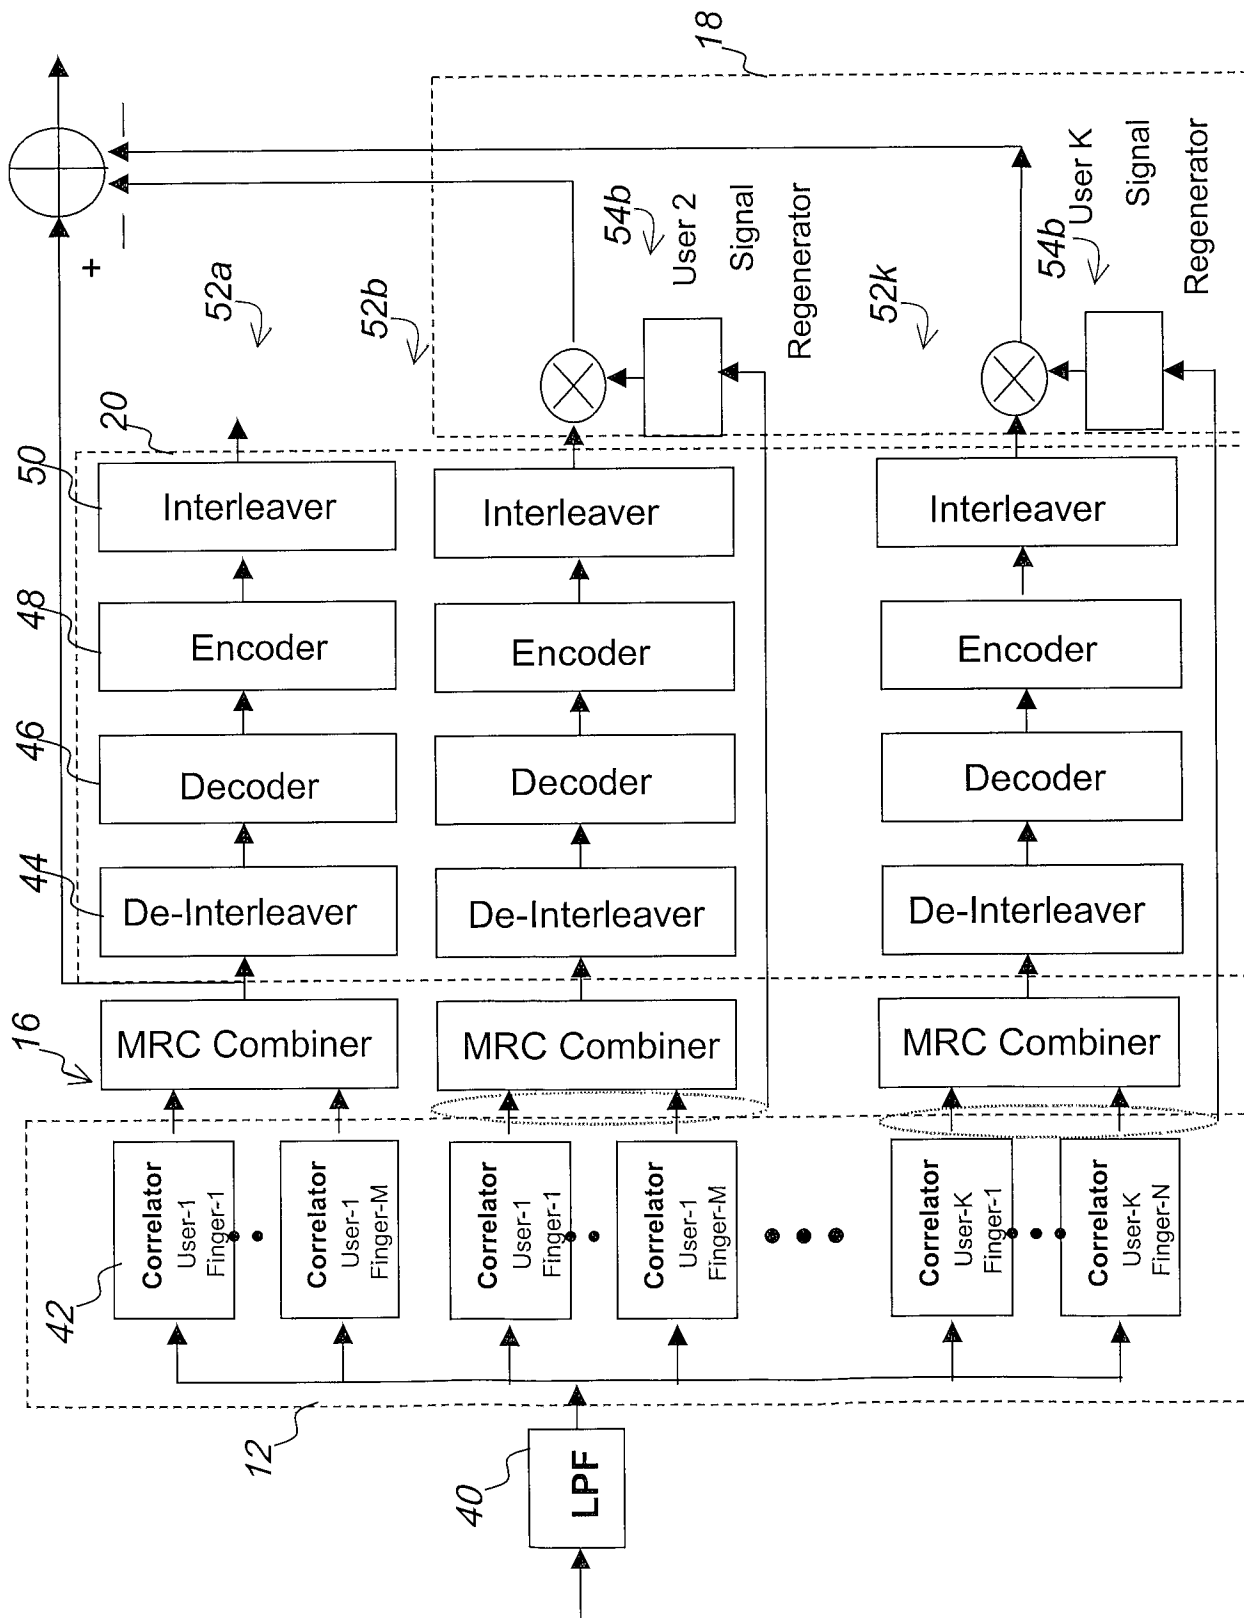 18
+
52a
52b
54b
User 2
Signal
Regenerator
52k
54b
User K
Signal
Regenerator
20
50
Interleaver
Interleaver
Interleaver
48
Encoder
Encoder
Encoder
46
Decoder
Decoder
Decoder
44
De-Interleaver
De-Interleaver
De-Interleaver
16
MRC Combiner
MRC Combiner
MRC Combiner
42
Correlator
User-1
Finger-1
Correlator
User-1
Finger-M
Correlator
User-1
Finger-1
Correlator
User-1
Finger-M
Correlator
User-K
Finger-1
Correlator
User-K
Finger-N
12
40
LPF